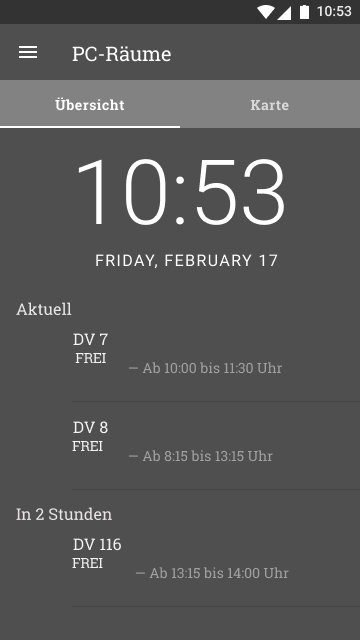 10:53
PC-Räume
Übersicht Karte
10:53
FRIDAY, FEBRUARY 17
Aktuell
DV 7
FREI
— Ab 10:00 bis 11:30 Uhr
DV 8
FREI
— Ab 8:15 bis 13:15 Uhr
In 2 Stunden
DV 116
FREI
— Ab 13:15 bis 14:00 Uhr